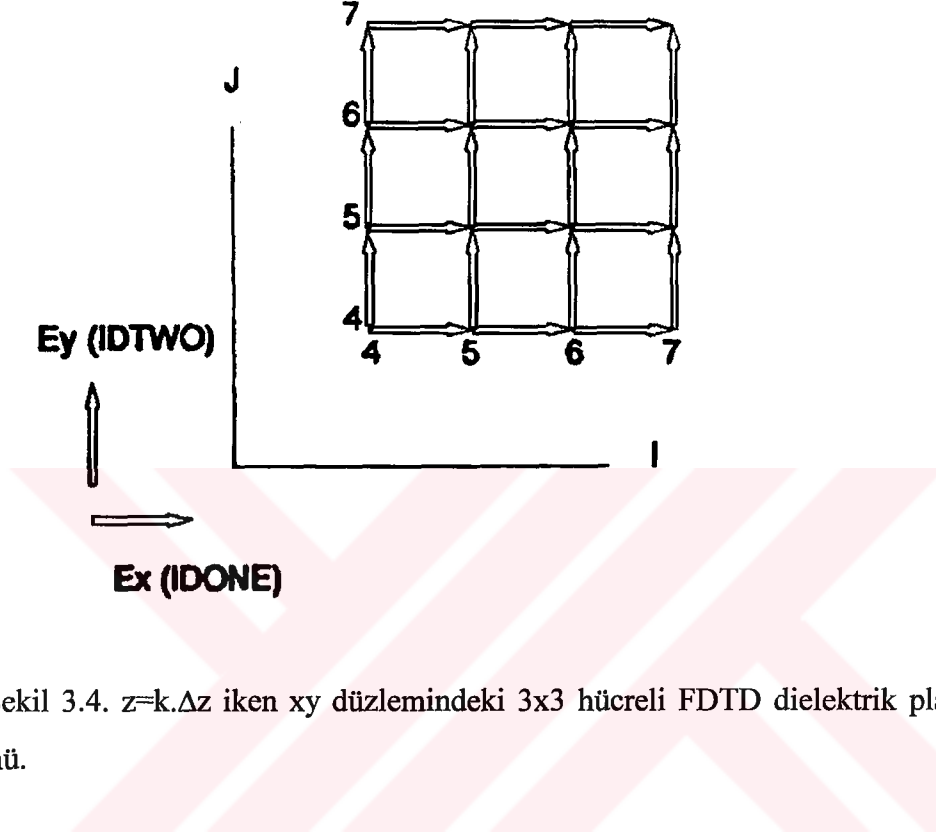 7
J
6
5
4
Ey (IDTWO)
4 5 6 7
I
Ex (IDONE)
ekil 3.4. z=k.Δz iken xy düzlemindeki 3x3 hücreli FDTD dielektrik pla
nü.